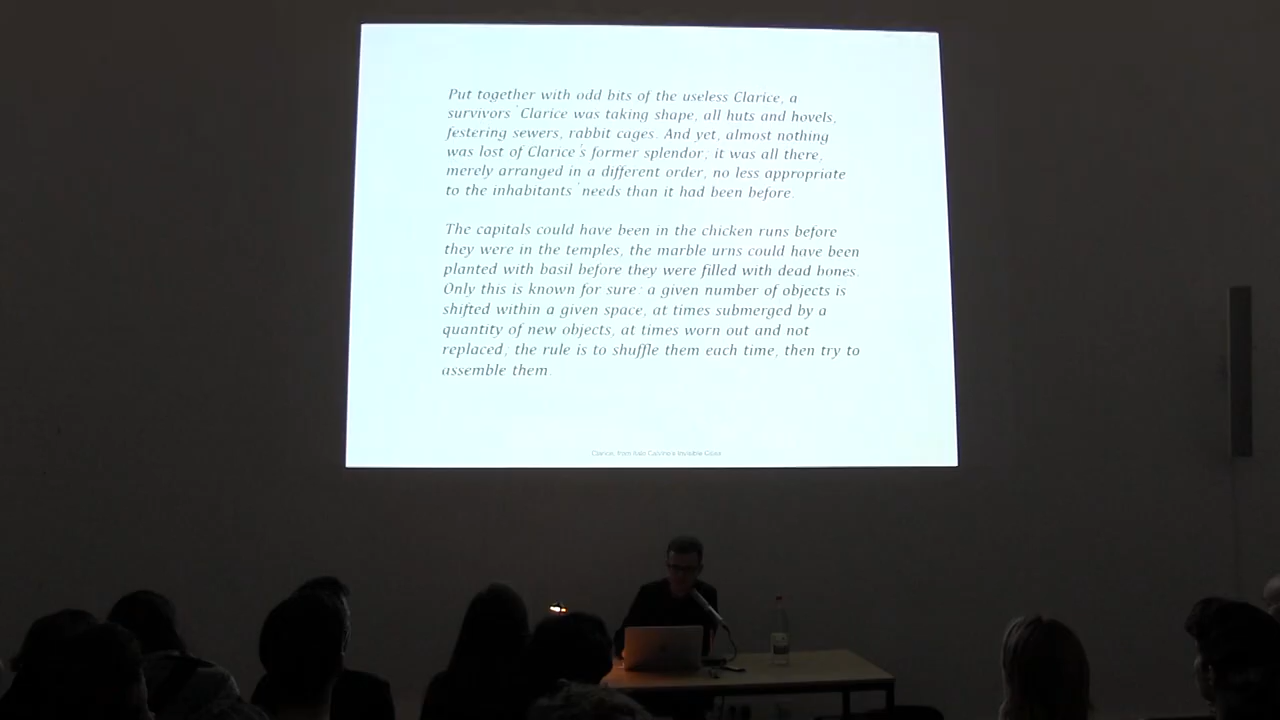 Put together with odd bits of the useless Clarice, a
survivors' Clarice was taking shape, all huts and hovels,
festering sewers, rabbit cages. And yet, almost nothing
was lost of Clarice's former splendor; it was all there,
merely arranged in a different order, no less appropriate
to the inhabitants' needs than it had been before.
The capitals could have been in the chicken runs before
they were in the temples, the marble urns could have been
planted with basil before they were filled with dead bones.
Only this is known for sure: a given number of objects is
shifted within a given space, at times submerged by a
quantity of new objects, at times worn out and not
replaced; the rule is to shuffle them each time, then try to
assemble them.
Clarice, from Italo Calvino's Invisible Cities